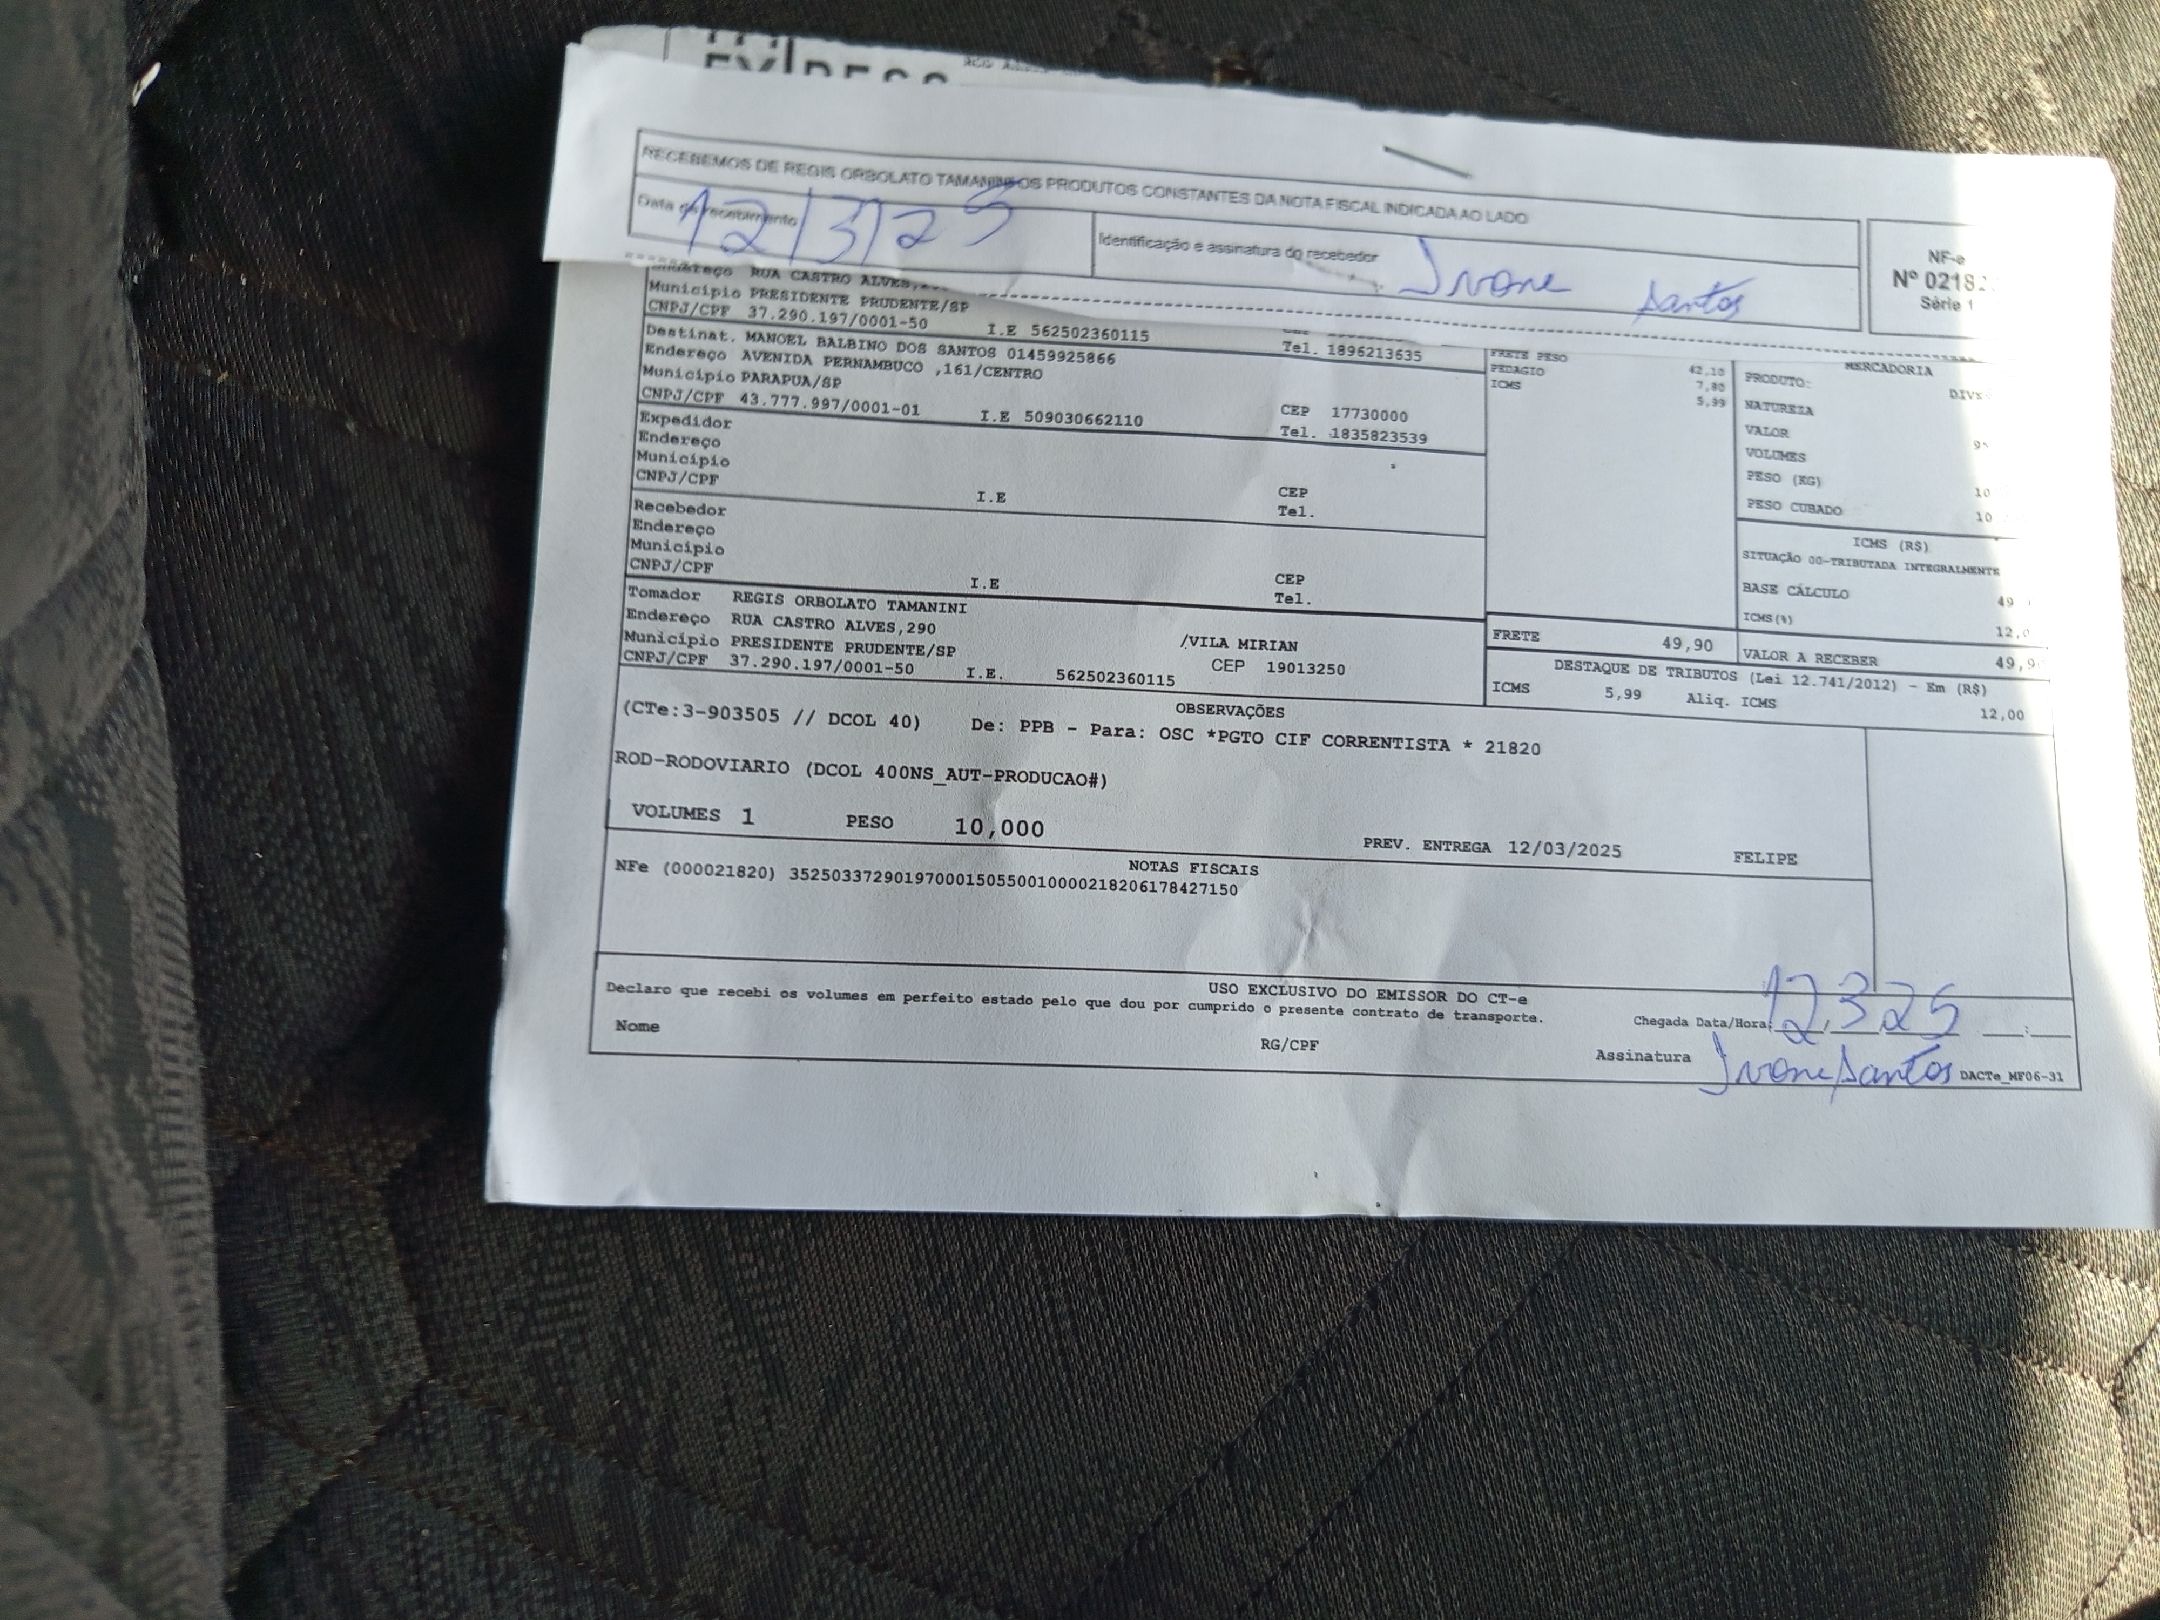 RECEBEMOS DE REGIS ORBOLATO TAMANINI OS PRODUTOS CONSTANTES DA NOTA FISCAL INDICADA AO LADO
Data de recebimento 12/3/25
Identificação e assinatura do recebedor Ivone Santos
NF-e
Nº 0218
Série 1
Endereço RUA CASTRO ALVES,
Município PRESIDENTE PRUDENTE/SP
CNPJ/CPF 37.290.197/0001-50 I.E 562502360115 Tel. 1896213635
Destinat. MANOEL BALBINO DOS SANTOS 01459925866
Endereço AVENIDA PERNAMBUCO ,161/CENTRO
Município PARAPUA/SP CEP 17730000
CNPJ/CPF 43.777.997/0001-01 I.E 509030662110 Tel. 1835823539
Expedidor
Endereço
Município CEP
CNPJ/CPF I.E Tel.
Recebedor
Endereço
Município CEP
CNPJ/CPF I.E Tel.
Tomador REGIS ORBOLATO TAMANINI
Endereço RUA CASTRO ALVES,290 /VILA MIRIAN
Município PRESIDENTE PRUDENTE/SP CEP 19013250
CNPJ/CPF 37.290.197/0001-50 I.E. 562502360115
FRETE PESO 42,10
PEDAGIO 7,80
ICMS 5,99
FRETE 49,90
MERCADORIA
PRODUTO:
NATUREZA
VALOR
VOLUMES
PESO (KG) 10
PESO CUBADO 10
ICMS (R$)
SITUAÇÃO 00-TRIBUTADA INTEGRALMENTE
BASE CÁLCULO 49
ICMS(%) 12,0
VALOR A RECEBER 49,9
DESTAQUE DE TRIBUTOS (Lei 12.741/2012) - Em (R$)
ICMS 5,99 Aliq. ICMS 12,00
OBSERVAÇÕES
(CTe:3-903505 // DCOL 40) De: PPB - Para: OSC *PGTO CIF CORRENTISTA * 21820
ROD-RODOVIARIO (DCOL 400NS_AUT-PRODUCAO#)
VOLUMES 1 PESO 10,000 PREV. ENTREGA 12/03/2025 FELIPE
NOTAS FISCAIS
NFe (000021820) 35250337290197000150550010000218206178427150
USO EXCLUSIVO DO EMISSOR DO CT-e
Declaro que recebi os volumes em perfeito estado pelo que dou por cumprido o presente contrato de transporte.
Chegada Data/Hora: 12,3,25
Nome RG/CPF Assinatura Ivone Santos DACTe_MF06-31